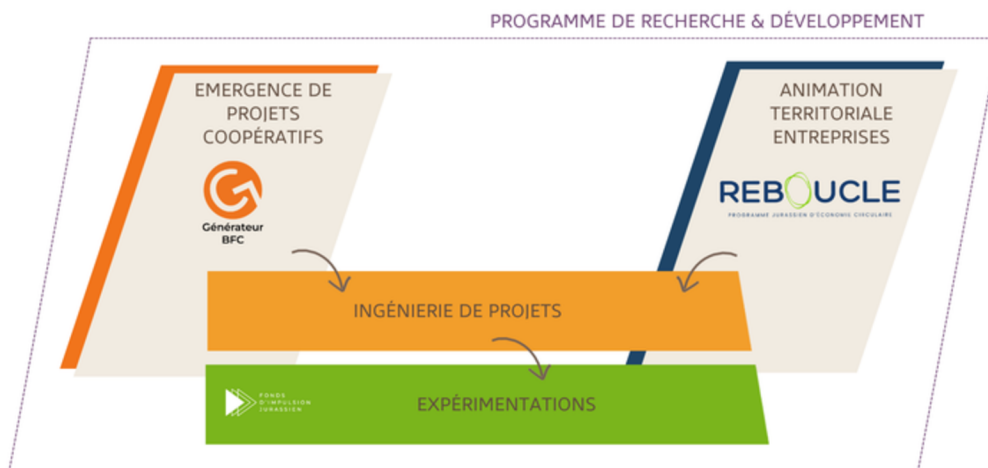 PROGRAMME DE RECHERCHE & DÉVELOPPEMENT
EMERGENCE DE
PROJETS
COOPÉRATIFS
Générateur
BFC
ANIMATION
TERRITORIALE
ENTREPRISES
REBOUCLE
PROGRAMME JURASSIEN D'ÉCONOMIE CIRCULAIRE
INGÉNIERIE DE PROJETS
FONDS
D'IMPULSION
JURASSIEN
EXPÉRIMENTATIONS